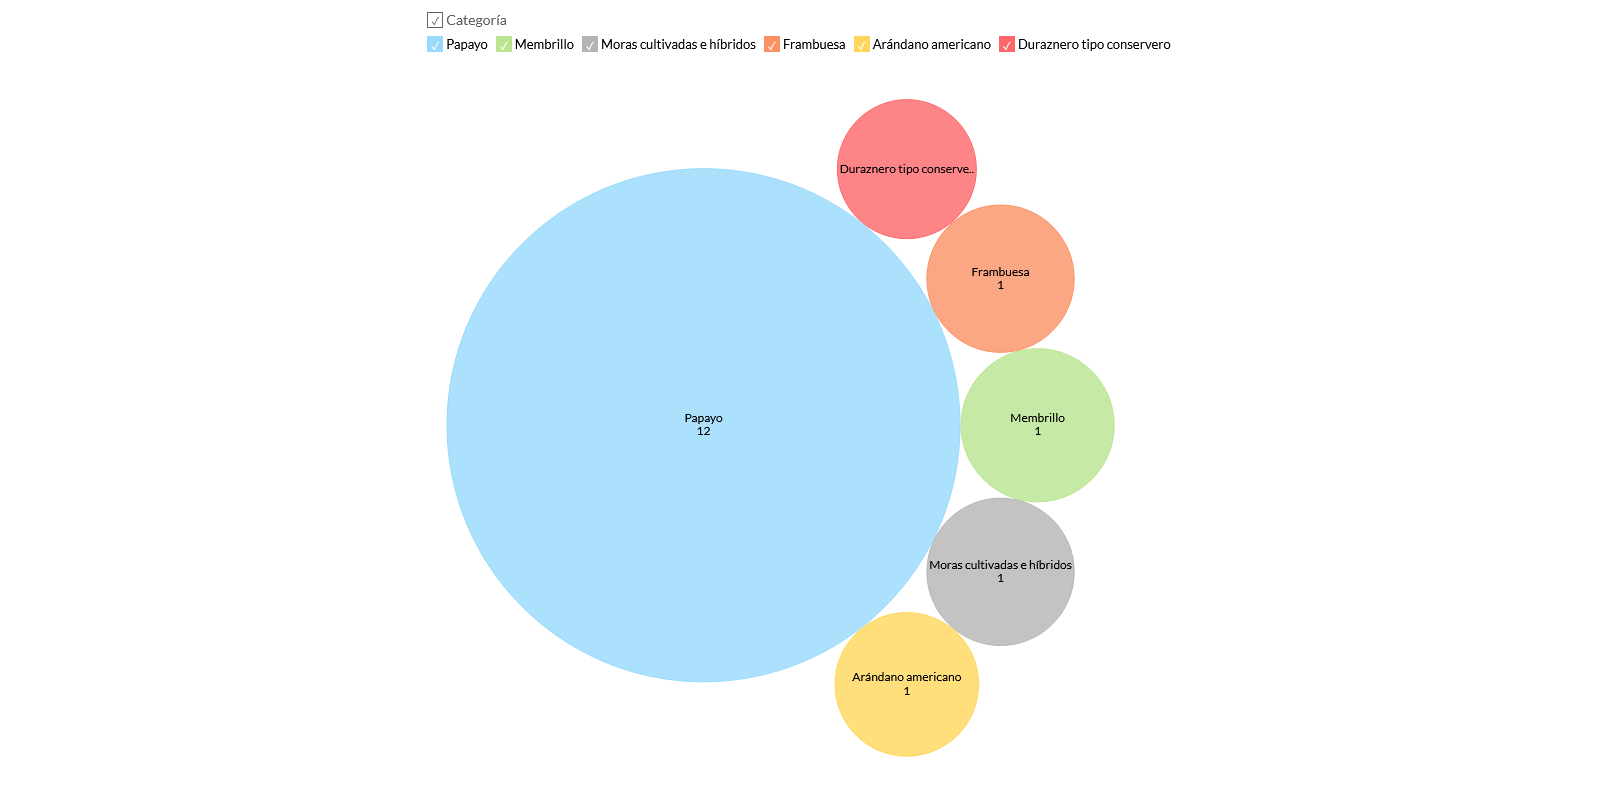 Categoría
Papayo Membrillo Moras cultivadas e híbridos Frambuesa Arándano americano Duraznero tipo conservero
Duraznero tipo conserve..
Frambuesa
1
Papayo
12
Membrillo
1
Moras cultivadas e híbridos
1
Arándano americano
1